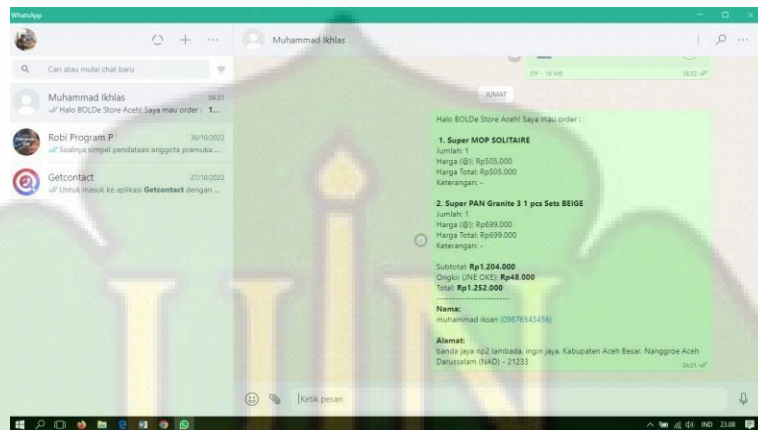 WhatsApp
Cari atau mulai chat baru
Muhammad Ikhlas
04.01
Halo BOLDe Store Aceh! Saya mau order : 1....
Robi Program P
30/10/2022
Soalnya simpel pendataan anggota pramuka ...
Getcontact
27/10/2022
Untuk masuk ke aplikasi Getcontact dengan ...
Muhammad Ikhlas
ZIP · 16 MB
18.32
JUMAT
Halo BOLDe Store Aceh! Saya mau order :
1. Super MOP SOLITAIRE
Jumlah: 1
Harga (@): Rp505.000
Harga Total: Rp505.000
Keterangan: -
2. Super PAN Granite 3 1 pcs Sets BEIGE
Jumlah: 1
Harga (@): Rp699.000
Harga Total: Rp699.000
Keterangan: -
Subtotal: Rp1.204.000
Ongkir (JNE OKE): Rp48.000
Total: Rp1.252.000
-----------------------
Nama:
muhammad iksan (09876543456)
Alamat:
banda jaya np2 lambada, ingin jaya, Kabupaten Aceh Besar, Nanggroe Aceh
Darussalam (NAD) - 21233
04.01
Ketik pesan
IND
23.08